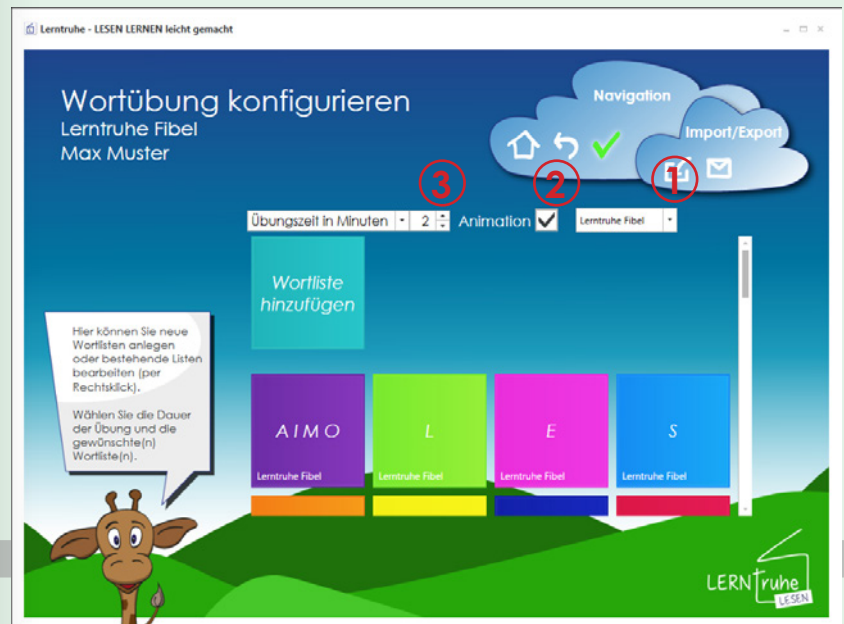 Lerntruhe - LESEN LERNEN leicht gemacht
Wortübung konfigurieren
Lerntruhe Fibel
Max Muster
Navigation
Import/Export
3
2
1
Übungszeit in Minuten 2 Animation Lerntruhe Fibel
Wortliste
hinzufügen
Hier können Sie neue
Wortlisten anlegen
oder bestehende Listen
bearbeiten (per
Rechtsklick).
Wählen Sie die Dauer
der Übung und die
gewünschte(n)
Wortliste(n).
A I M O
Lerntruhe Fibel
L
Lerntruhe Fibel
E
Lerntruhe Fibel
S
Lerntruhe Fibel
LERNTruhe
LESEN